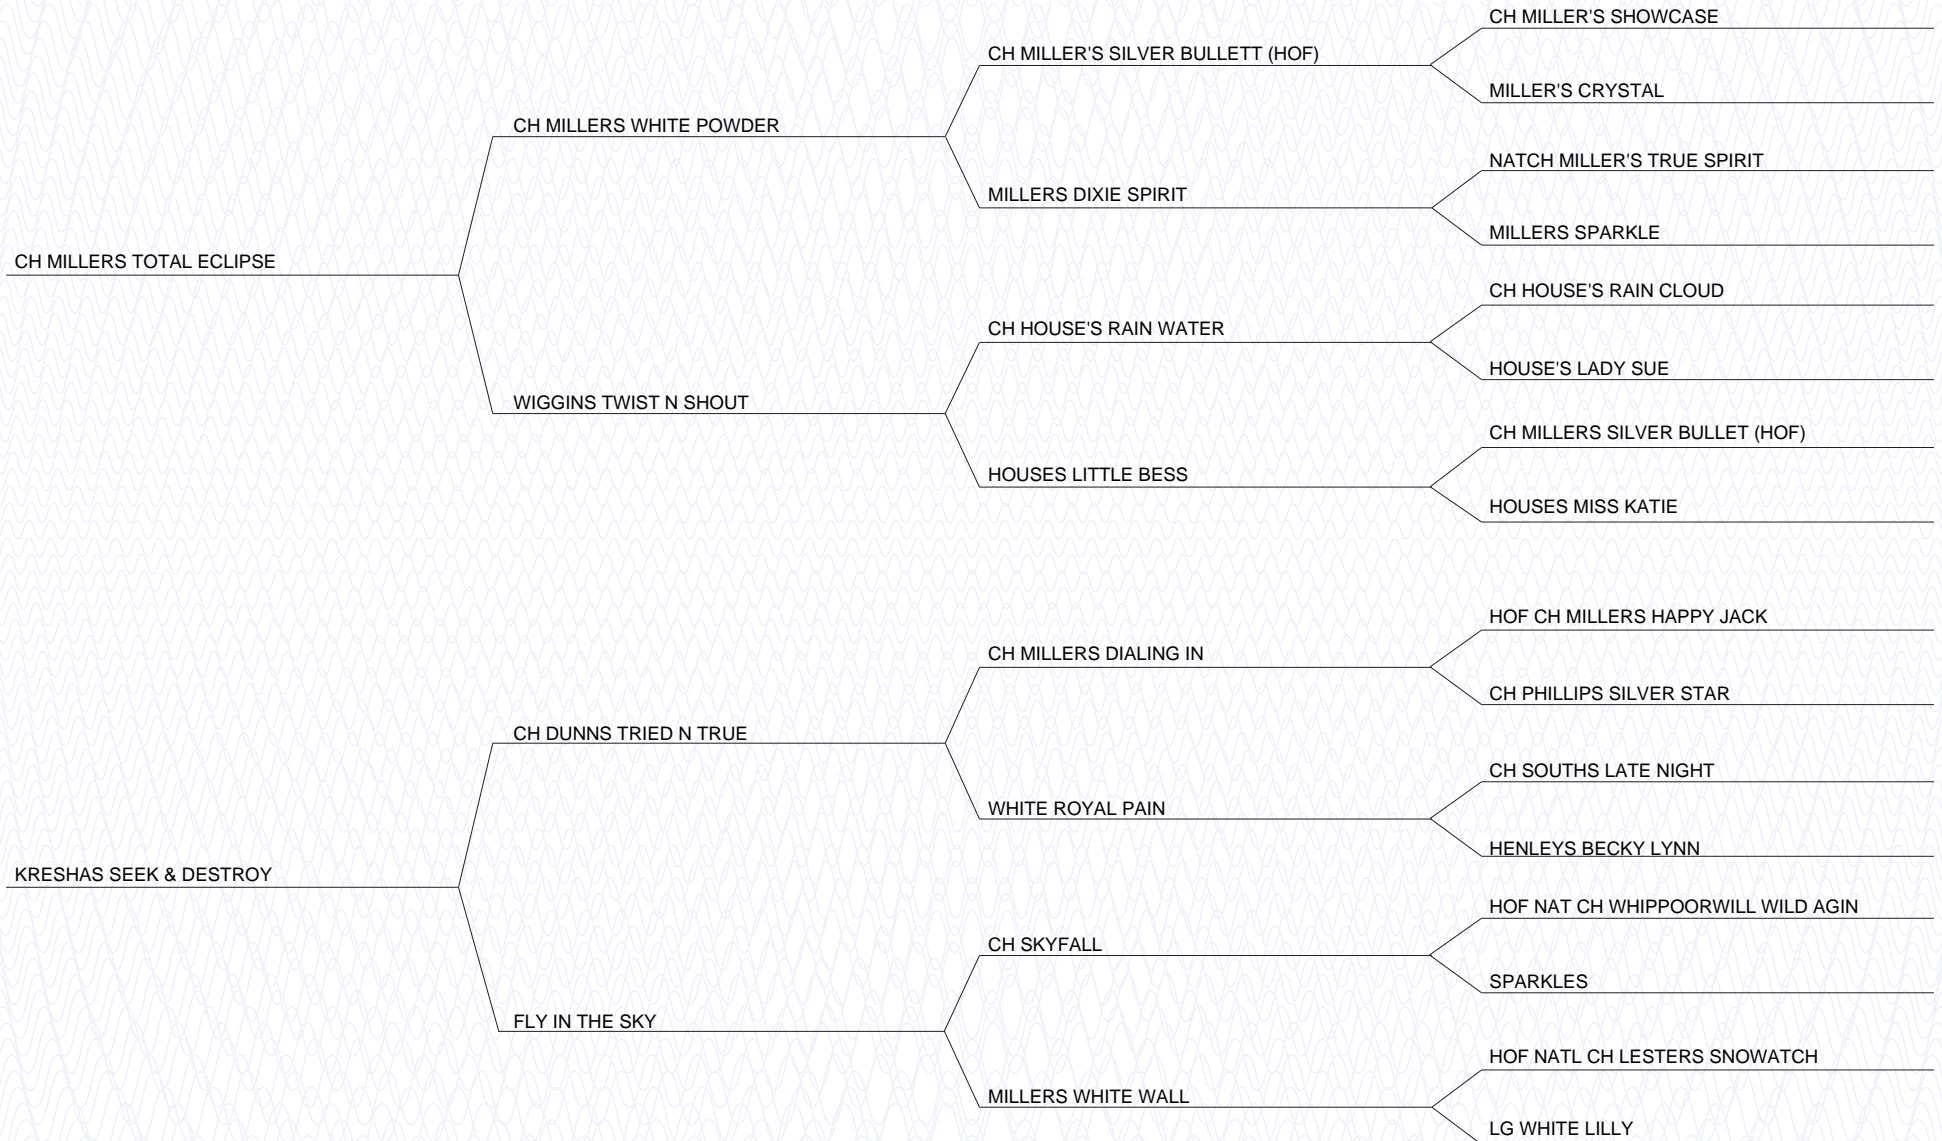 CH MILLER'S SHOWCASE
CH MILLER'S SILVER BULLETT (HOF)
MILLER'S CRYSTAL
CH MILLERS WHITE POWDER
NATCH MILLER'S TRUE SPIRIT
MILLERS DIXIE SPIRIT
MILLERS SPARKLE
CH MILLERS TOTAL ECLIPSE
CH HOUSE'S RAIN CLOUD
CH HOUSE'S RAIN WATER
HOUSE'S LADY SUE
WIGGINS TWIST N SHOUT
CH MILLERS SILVER BULLET (HOF)
HOUSES LITTLE BESS
HOUSES MISS KATIE
HOF CH MILLERS HAPPY JACK
CH MILLERS DIALING IN
CH PHILLIPS SILVER STAR
CH DUNNS TRIED N TRUE
CH SOUTHS LATE NIGHT
WHITE ROYAL PAIN
HENLEYS BECKY LYNN
KRESHAS SEEK & DESTROY
HOF NAT CH WHIPPOORWILL WILD AGIN
CH SKYFALL
SPARKLES
FLY IN THE SKY
HOF NATL CH LESTERS SNOWATCH
MILLERS WHITE WALL
LG WHITE LILLY